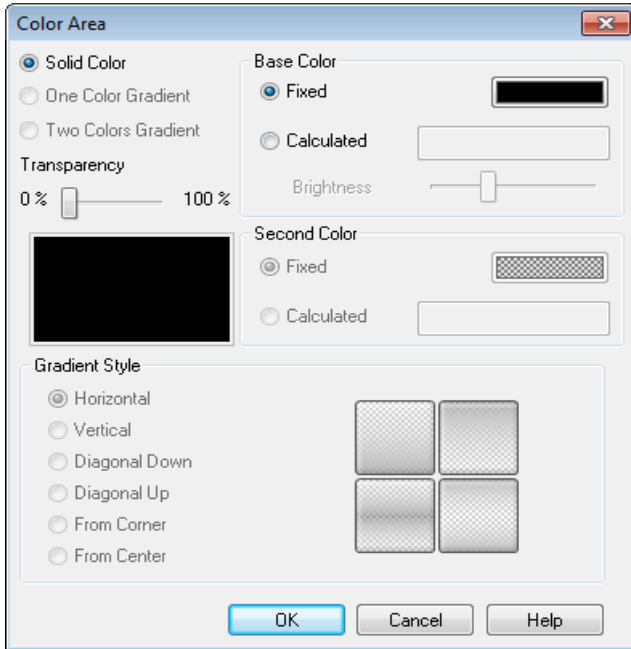 Color Area
Solid Color
One Color Gradient
Two Colors Gradient
Transparency
0 % 100 %
Base Color
Fixed
Calculated
Brightness
Second Color
Fixed
Calculated
Gradient Style
Horizontal
Vertical
Diagonal Down
Diagonal Up
From Corner
From Center
OK Cancel Help